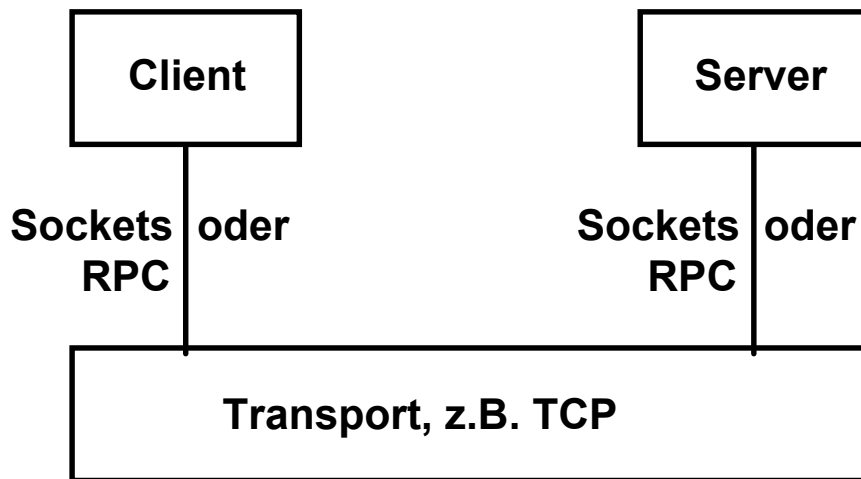 Client
Server
Sockets oder
RPC
Sockets oder
RPC
Transport, z.B. TCP